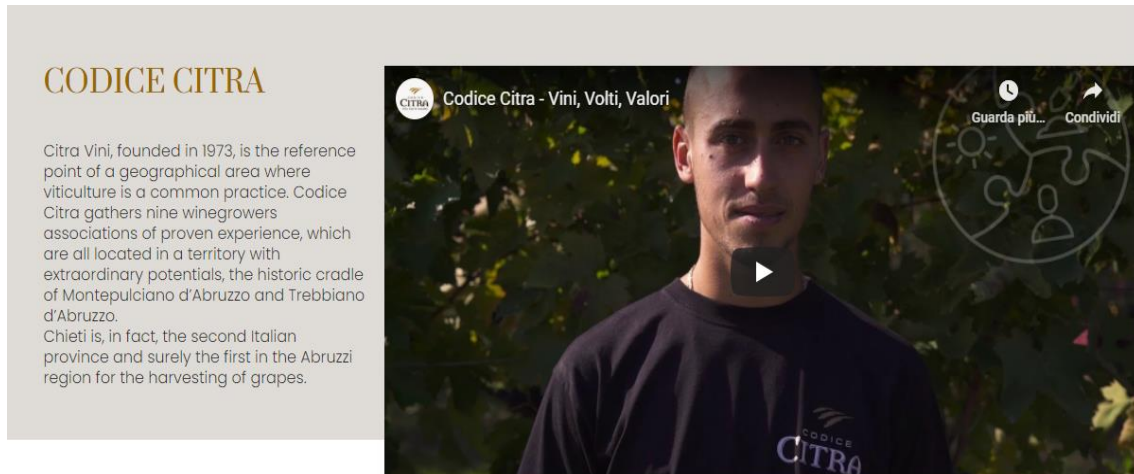 CODICE CITRA
Citra Vini, founded in 1973, is the reference
point of a geographical area where
viticulture is a common practice. Codice
Citra gathers nine winegrowers
associations of proven experience, which
are all located in a territory with
extraordinary potentials, the historic cradle
of Montepulciano d’Abruzzo and Trebbiano
d’Abruzzo.
Chieti is, in fact, the second Italian
province and surely the first in the Abruzzi
region for the harvesting of grapes.
CITRA
Codice Citra - Vini, Volti, Valori
Guarda più...
Condividi
CODICE
CITRA